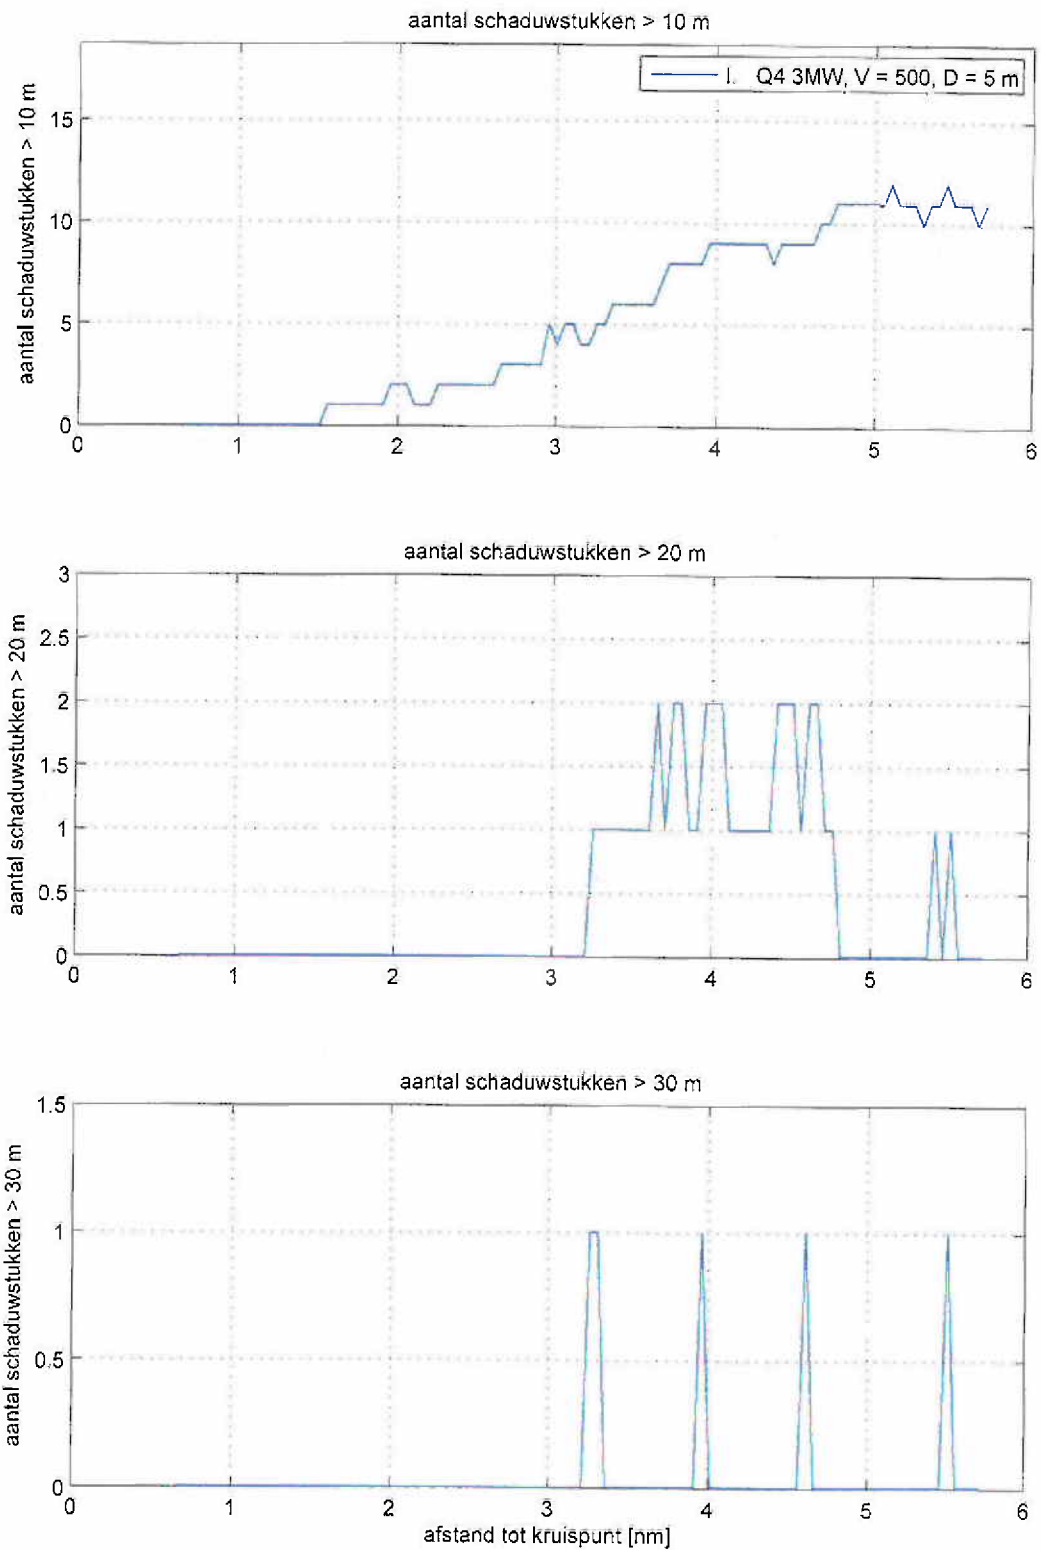 aantal schaduwstukken > 10 m
I. Q4 3MW, V = 500, D = 5 m
aantal schaduwstukken > 10 m
15
10
5
0
0 1 2 3 4 5 6
aantal schaduwstukken > 20 m
aantal schaduwstukken > 20 m
3
2.5
2
1.5
1
0.5
0
0 1 2 3 4 5 6
aantal schaduwstukken > 30 m
aantal schaduwstukken > 30 m
1.5
1
0.5
0
0 1 2 3 4 5 6
afstand tot kruispunt [nm]